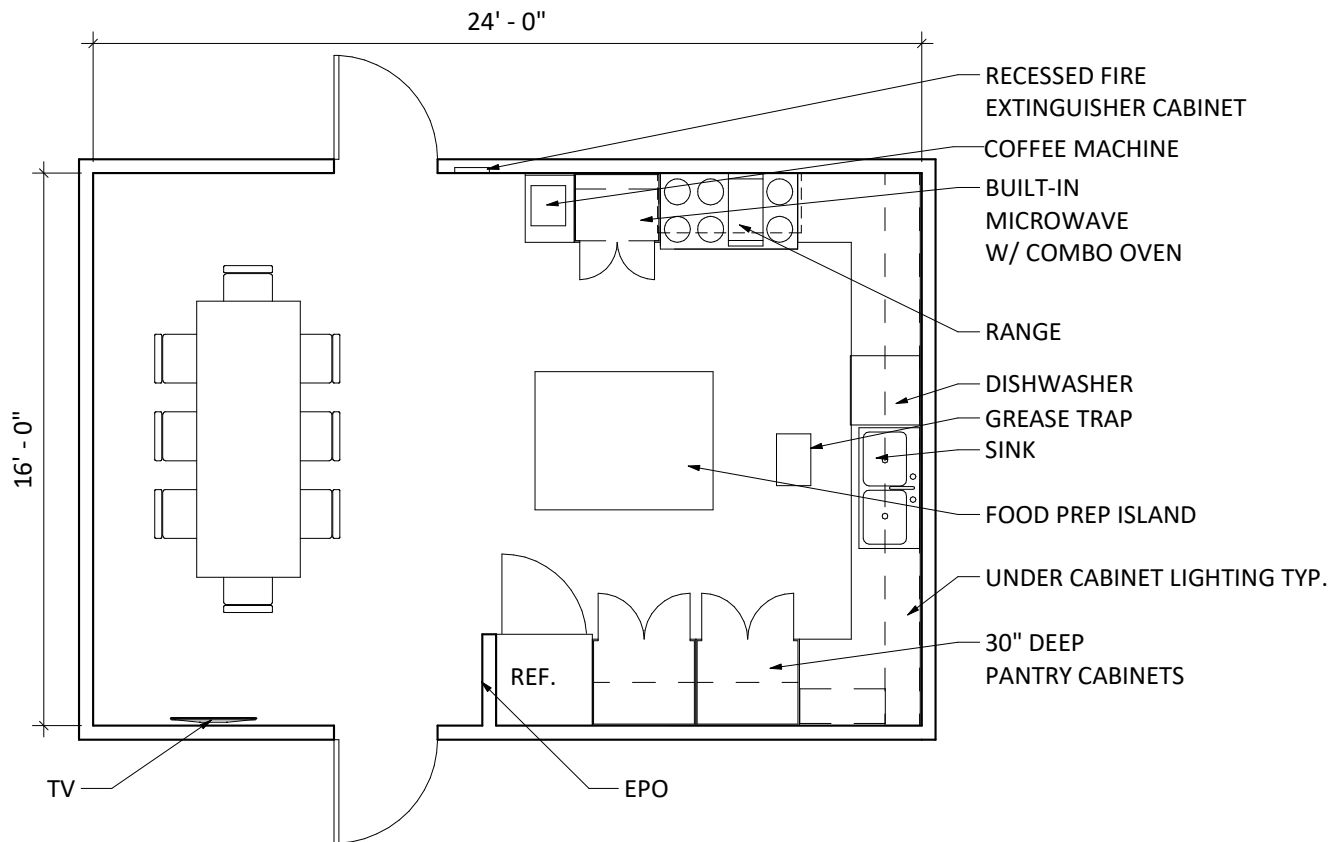 24' - 0"
RECESSED FIRE
EXTINGUISHER CABINET
COFFEE MACHINE
BUILT-IN
MICROWAVE
W/ COMBO OVEN
RANGE
DISHWASHER
GREASE TRAP
SINK
16' - 0"
FOOD PREP ISLAND
UNDER CABINET LIGHTING TYP.
30" DEEP
PANTRY CABINETS
REF.
TV
EPO